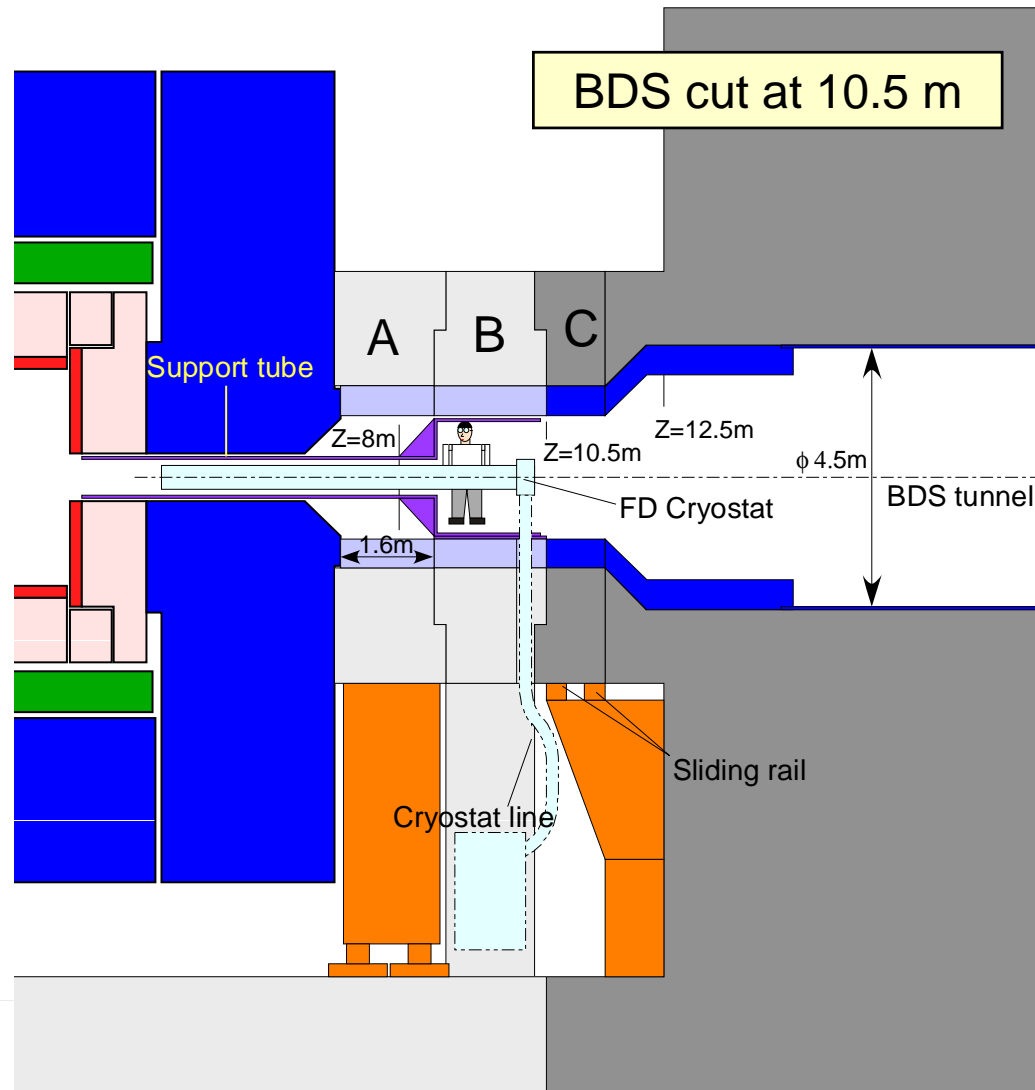 BDS cut at 10.5 m
A
B
C
Support tube
Z=8m
Z=10.5m
Z=12.5m
ϕ 4.5m
FD Cryostat
BDS tunnel
1.6m
Sliding rail
Cryostat line